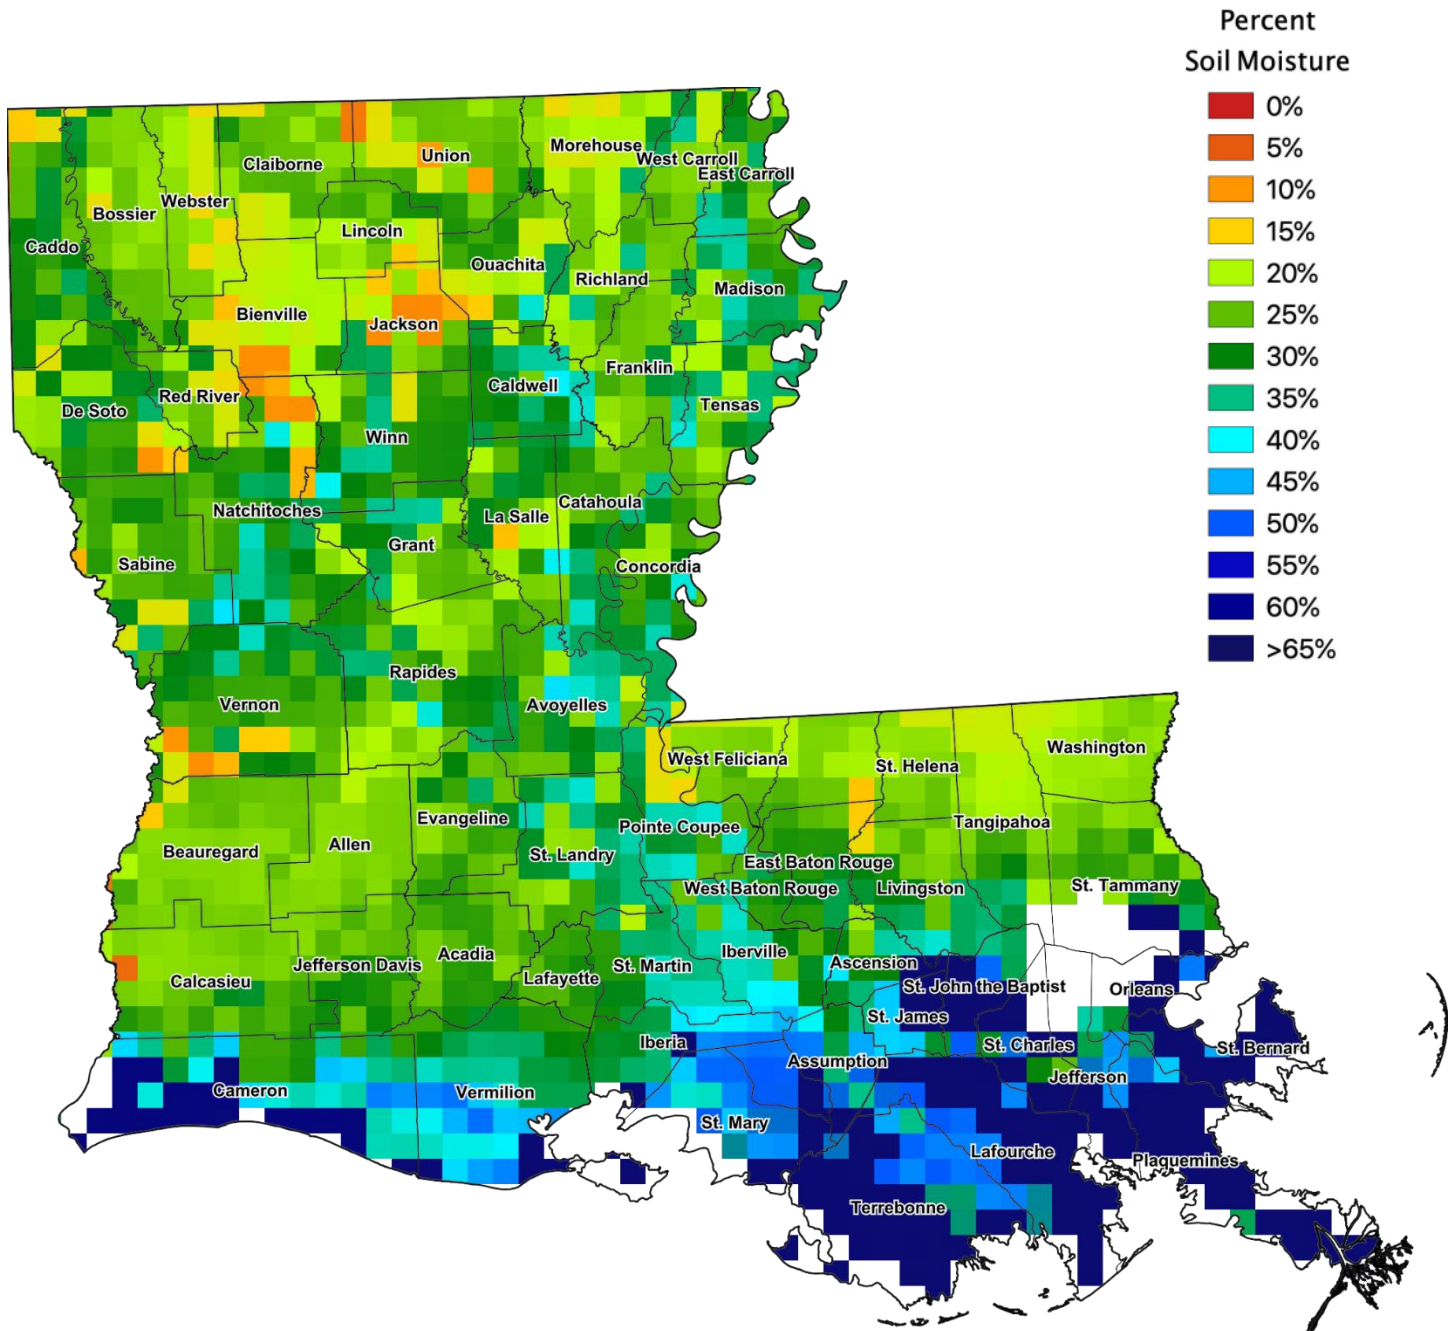 Percent
Soil Moisture
0%
5%
10%
15%
20%
25%
30%
35%
40%
45%
50%
55%
60%
>65%
Morehouse
Union
West Carroll
Claiborne
East Carroll
Webster
Bossier
Lincoln
Caddo
Ouachita
Richland
Madison
Bienville
Jackson
Franklin
Caldwell
Red River
Tensas
De Soto
Winn
Catahoula
Natchitoches
La Salle
Grant
Sabine
Concordia
Rapides
Vernon
Avoyelles
Washington
West Feliciana
St. Helena
Evangeline
Tangipahoa
Pointe Coupee
Allen
Beauregard
St. Landry
East Baton Rouge
St. Tammany
West Baton Rouge
Livingston
Iberville
Acadia
Ascension
Jefferson Davis
St. Martin
Lafayette
Calcasieu
St. John the Baptist
Orleans
St. James
Iberia
St. Charles
St. Bernard
Assumption
Jefferson
Cameron
Vermilion
St. Mary
Lafourche
Plaquemines
Terrebonne